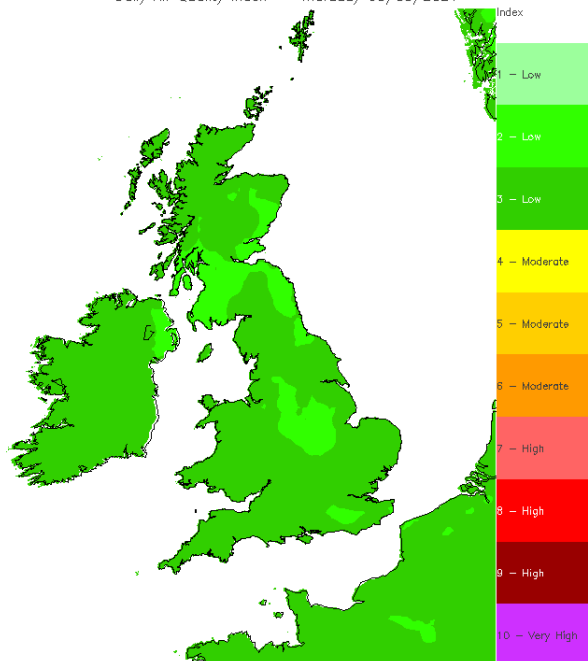 Index
1 - Low
2 - Low
3 - Low
4 - Moderate
5 - Moderate
6 - Moderate
7 - High
8 - High
9 - High
10 - Very High